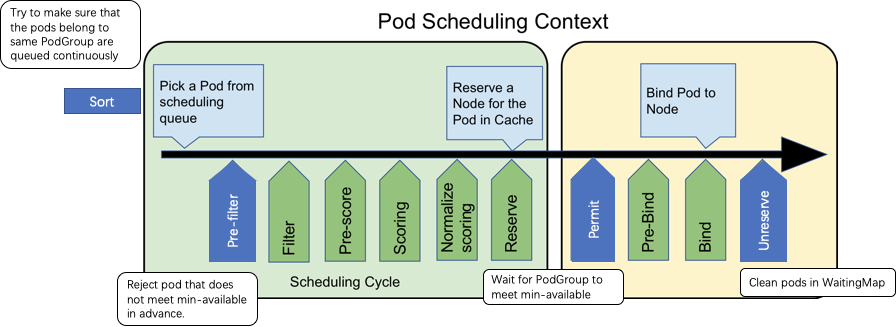 Pod Scheduling Context
Try to make sure that
the pods belong to
same PodGroup are
queued continuously
Sort
Pick a Pod from
scheduling
queue
Reserve a
Node for the
Pod in Cache
Bind Pod to
Node
Pre-filter
Filter
Pre-score
Scoring
Normalize
scoring
Reserve
Permit
Pre-Bind
Bind
Unreserve
Reject pod that does
not meet min-available
in advance.
Scheduling Cycle
Wait for PodGroup to
meet min-available
Clean pods in WaitingMap